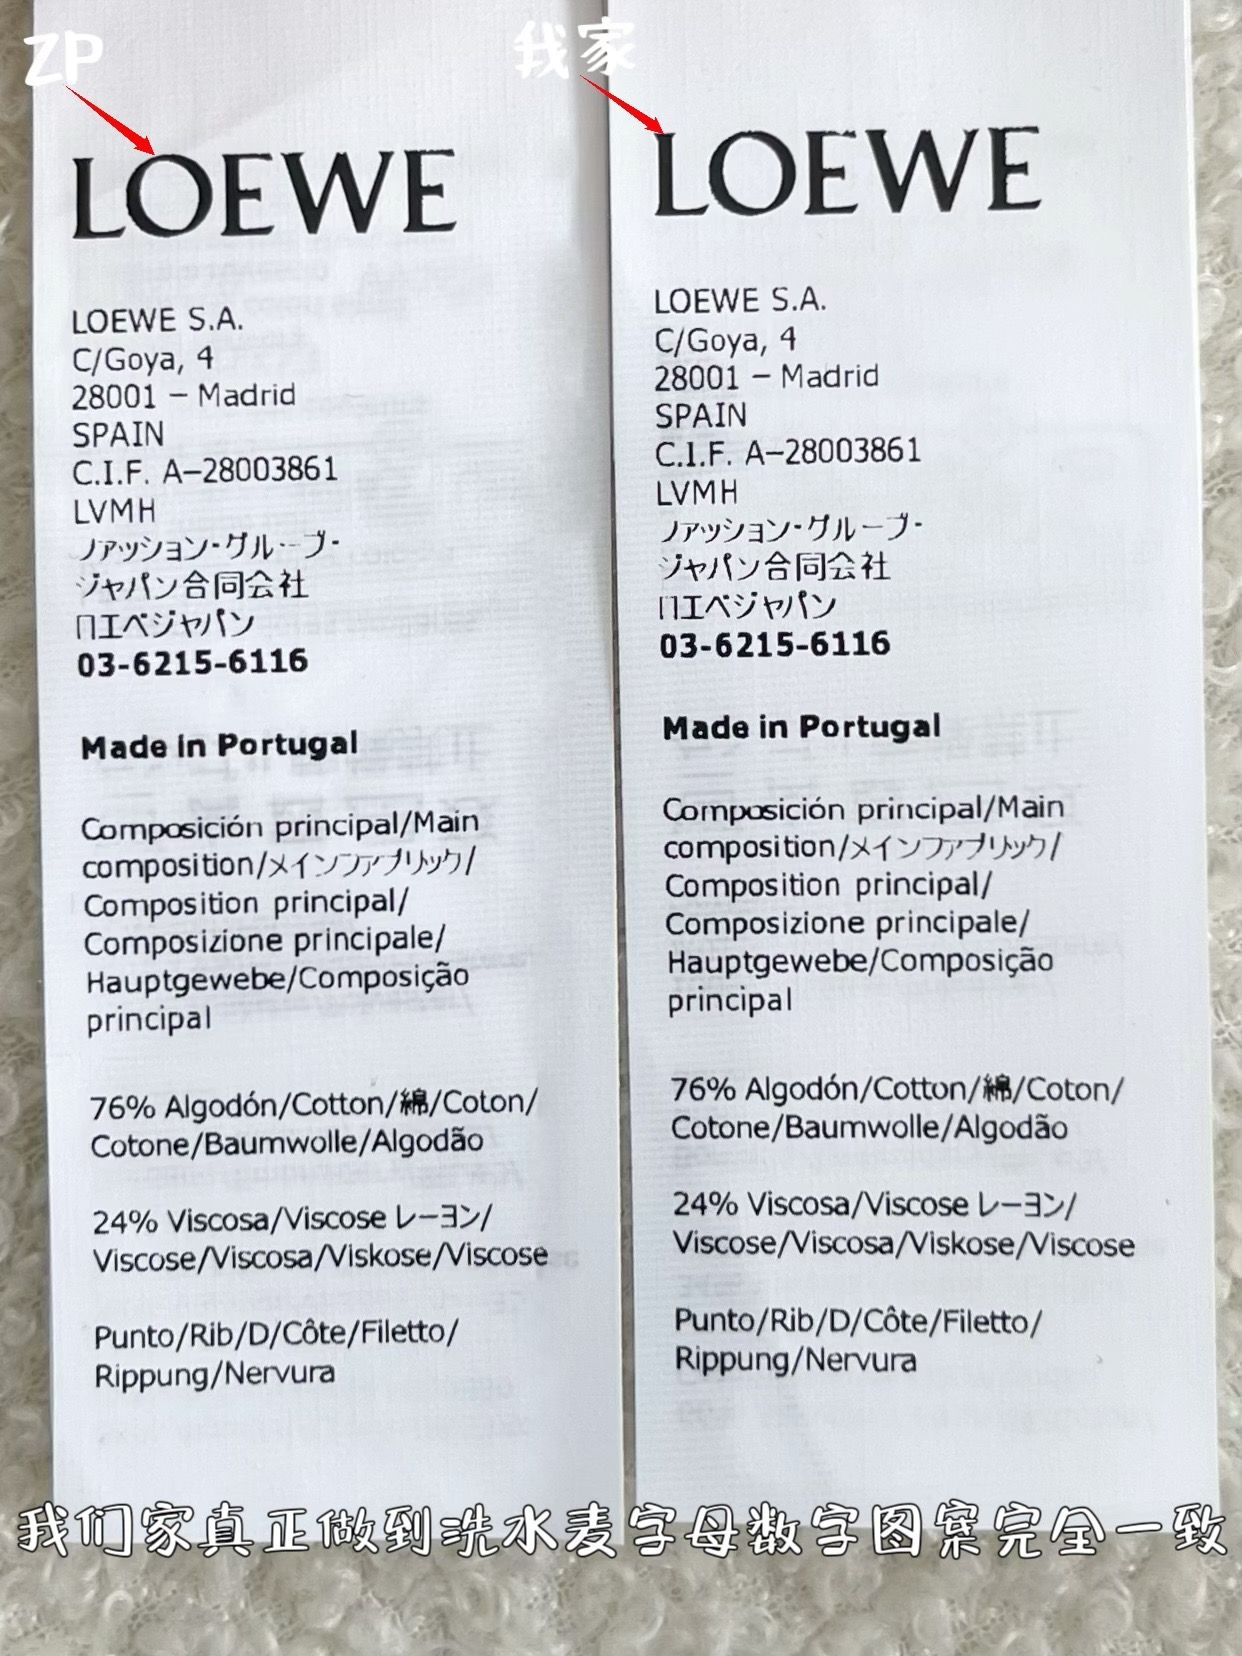 ZP
LOEWE
LOEWE S.A.
C/Goya, 4
28001 – Madrid
SPAIN
C.I.F. A–28003861
LVMH
ファッション・グループ・
ジャパン合同会社
ロエベジャパン
03-6215-6116
Made in Portugal
Composición principal/Main
composition/メインファブリック/
Composition principal/
Composizione principale/
Hauptgewebe/Composição
principal
76% Algodón/Cotton/綿/Coton/
Cotone/Baumwolle/Algodão
24% Viscosa/Viscose レーヨン/
Viscose/Viscosa/Viskose/Viscose
Punto/Rib/D/Côte/Filetto/
Rippung/Nervura
我家
LOEWE
LOEWE S.A.
C/Goya, 4
28001 – Madrid
SPAIN
C.I.F. A–28003861
LVMH
ファッション・グループ・
ジャパン合同会社
ロエベジャパン
03-6215-6116
Made in Portugal
Composición principal/Main
composition/メインファブリック/
Composition principal/
Composizione principale/
Hauptgewebe/Composição
principal
76% Algodón/Cotton/綿/Coton/
Cotone/Baumwolle/Algodão
24% Viscosa/Viscose レーヨン/
Viscose/Viscosa/Viskose/Viscose
Punto/Rib/D/Côte/Filetto/
Rippung/Nervura
我们家真正做到洗水麦字母数字图案完全一致